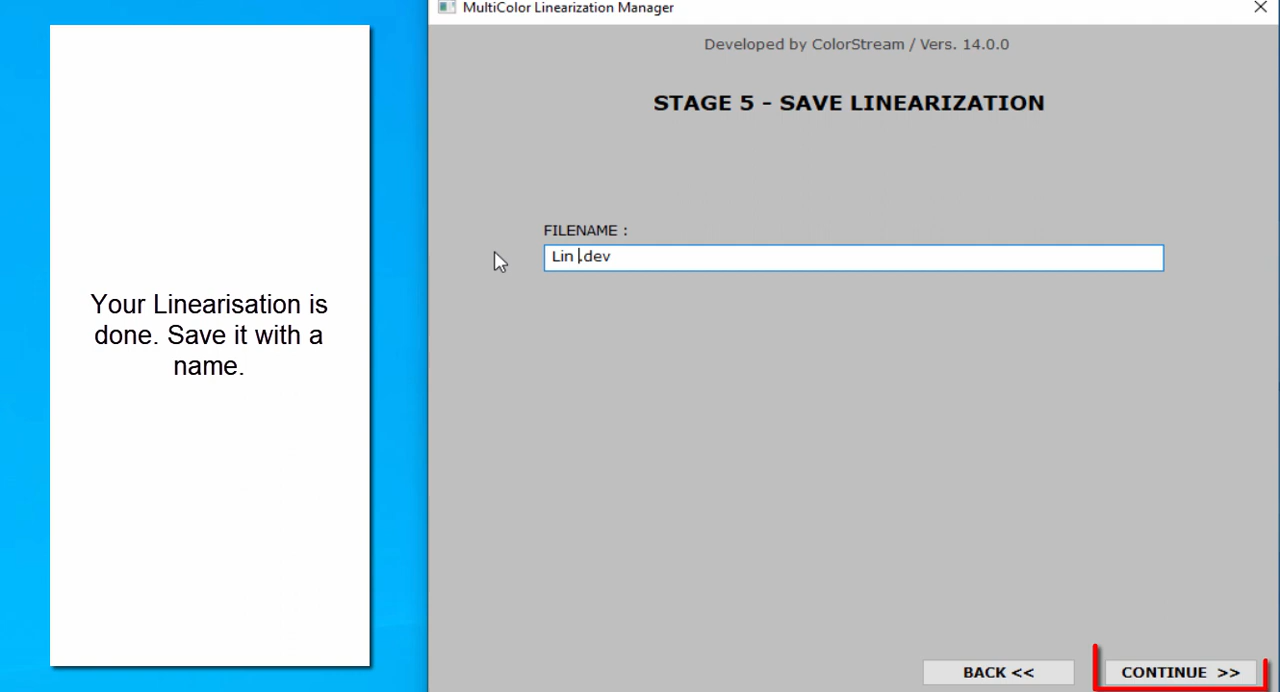 MultiColor Linearization Manager
Developed by ColorStream / Vers. 14.0.0
STAGE 5 - SAVE LINEARIZATION
FILENAME :
Lin .dev
Your Linearisation is
done. Save it with a
name.
BACK <<
CONTINUE >>